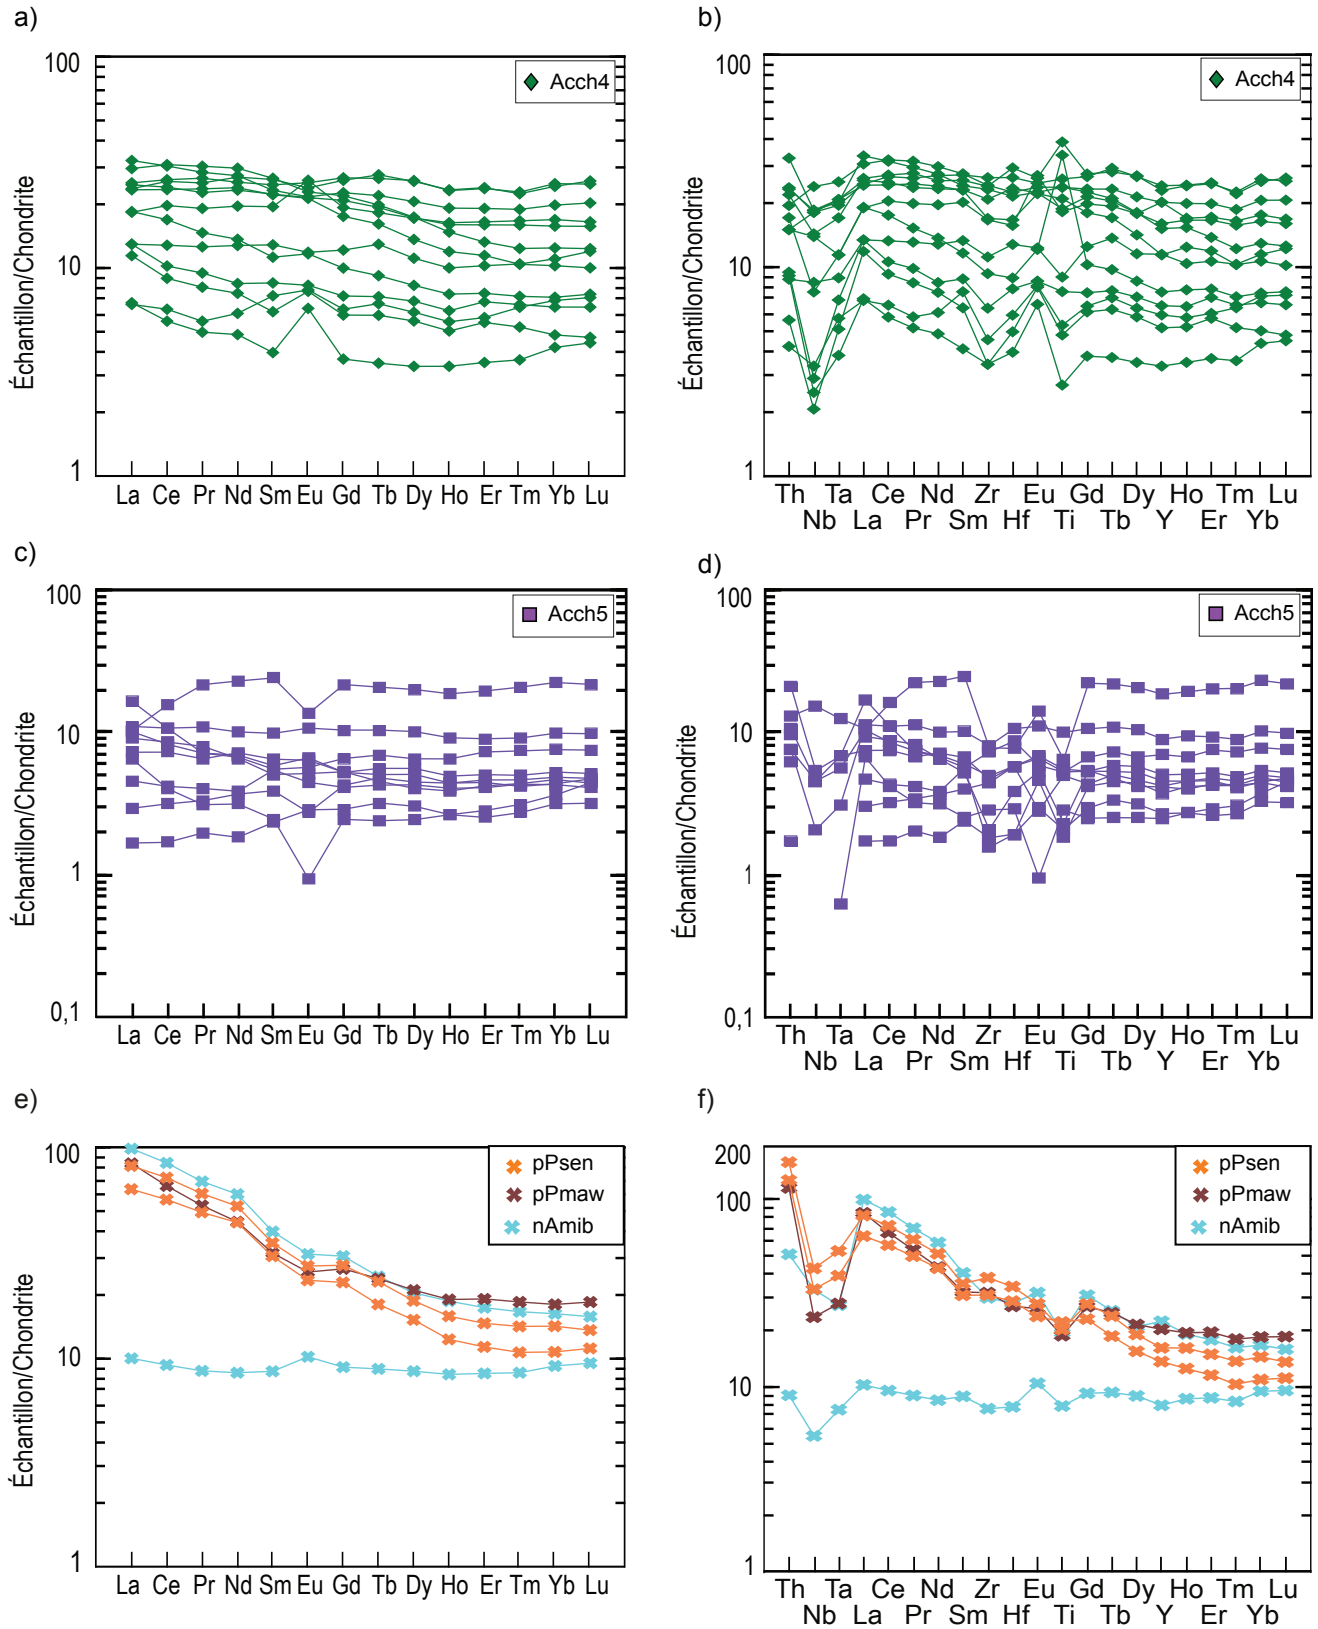 a)
100
10
1
Échantillon/Chondrite
Acch4
La Ce Pr Nd Sm Eu Gd Tb Dy Ho Er Tm Yb Lu
b)
100
10
1
Échantillon/Chondrite
Acch4
Th Ta Ce Nd Zr Eu Gd Dy Ho Tm Lu
Nb La Pr Sm Hf Ti Tb Y Er Yb
c)
100
10
1
0,1
Échantillon/Chondrite
Acch5
La Ce Pr Nd Sm Eu Gd Tb Dy Ho Er Tm Yb Lu
d)
100
10
1
0,1
Échantillon/Chondrite
Acch5
Th Ta Ce Nd Zr Eu Gd Dy Ho Tm Lu
Nb La Pr Sm Hf Ti Tb Y Er Yb
e)
100
10
1
Échantillon/Chondrite
pPsen
pPmaw
nAmib
La Ce Pr Nd Sm Eu Gd Tb Dy Ho Er Tm Yb Lu
f)
200
100
10
1
Échantillon/Chondrite
pPsen
pPmaw
nAmib
Th Ta Ce Nd Zr Eu Gd Dy Ho Tm Lu
Nb La Pr Sm Hf Ti Tb Y Er Yb